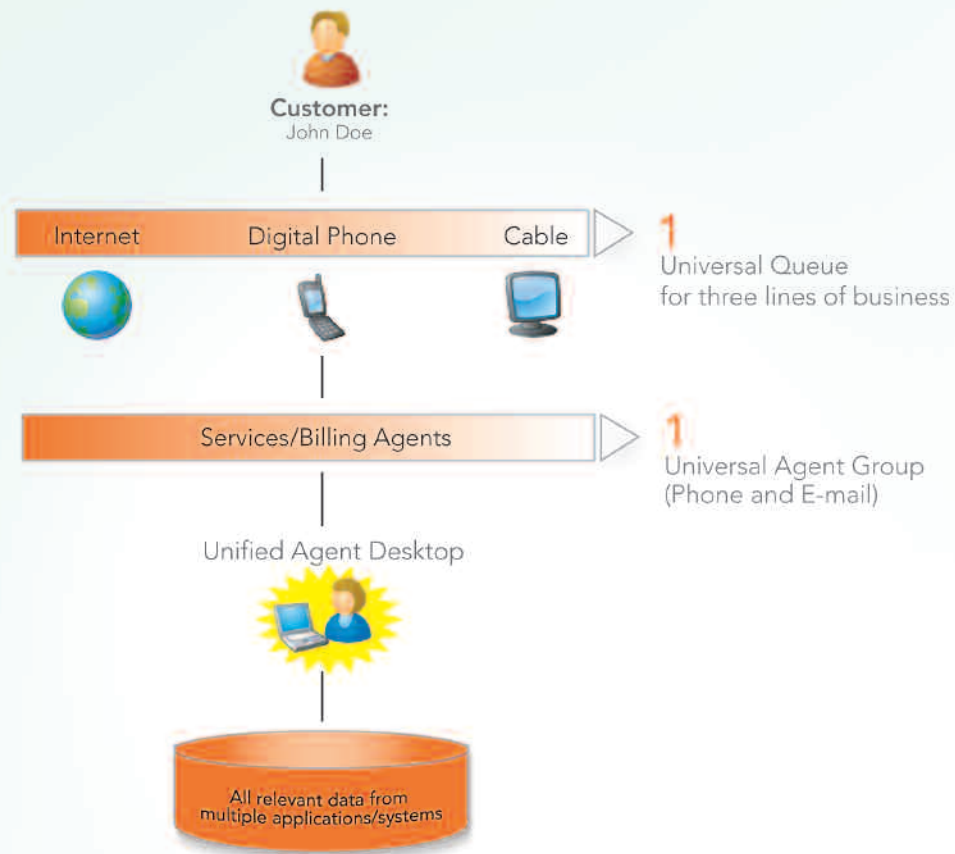 Customer:
John Doe
Internet Digital Phone Cable
1
Universal Queue
for three lines of business
Services/Billing Agents
1
Universal Agent Group
(Phone and E-mail)
Unified Agent Desktop
All relevant data from
multiple applications/systems